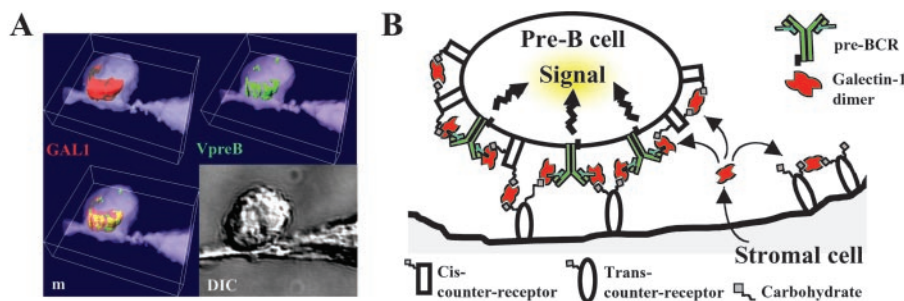 A
GAL1
VpreB
m
DIC
B
Pre-B cell
Signal
pre-BCR
Galectin-1
dimer
Stromal cell
Cis-
counter-receptor
Trans-
counter-receptor
Carbohydrate